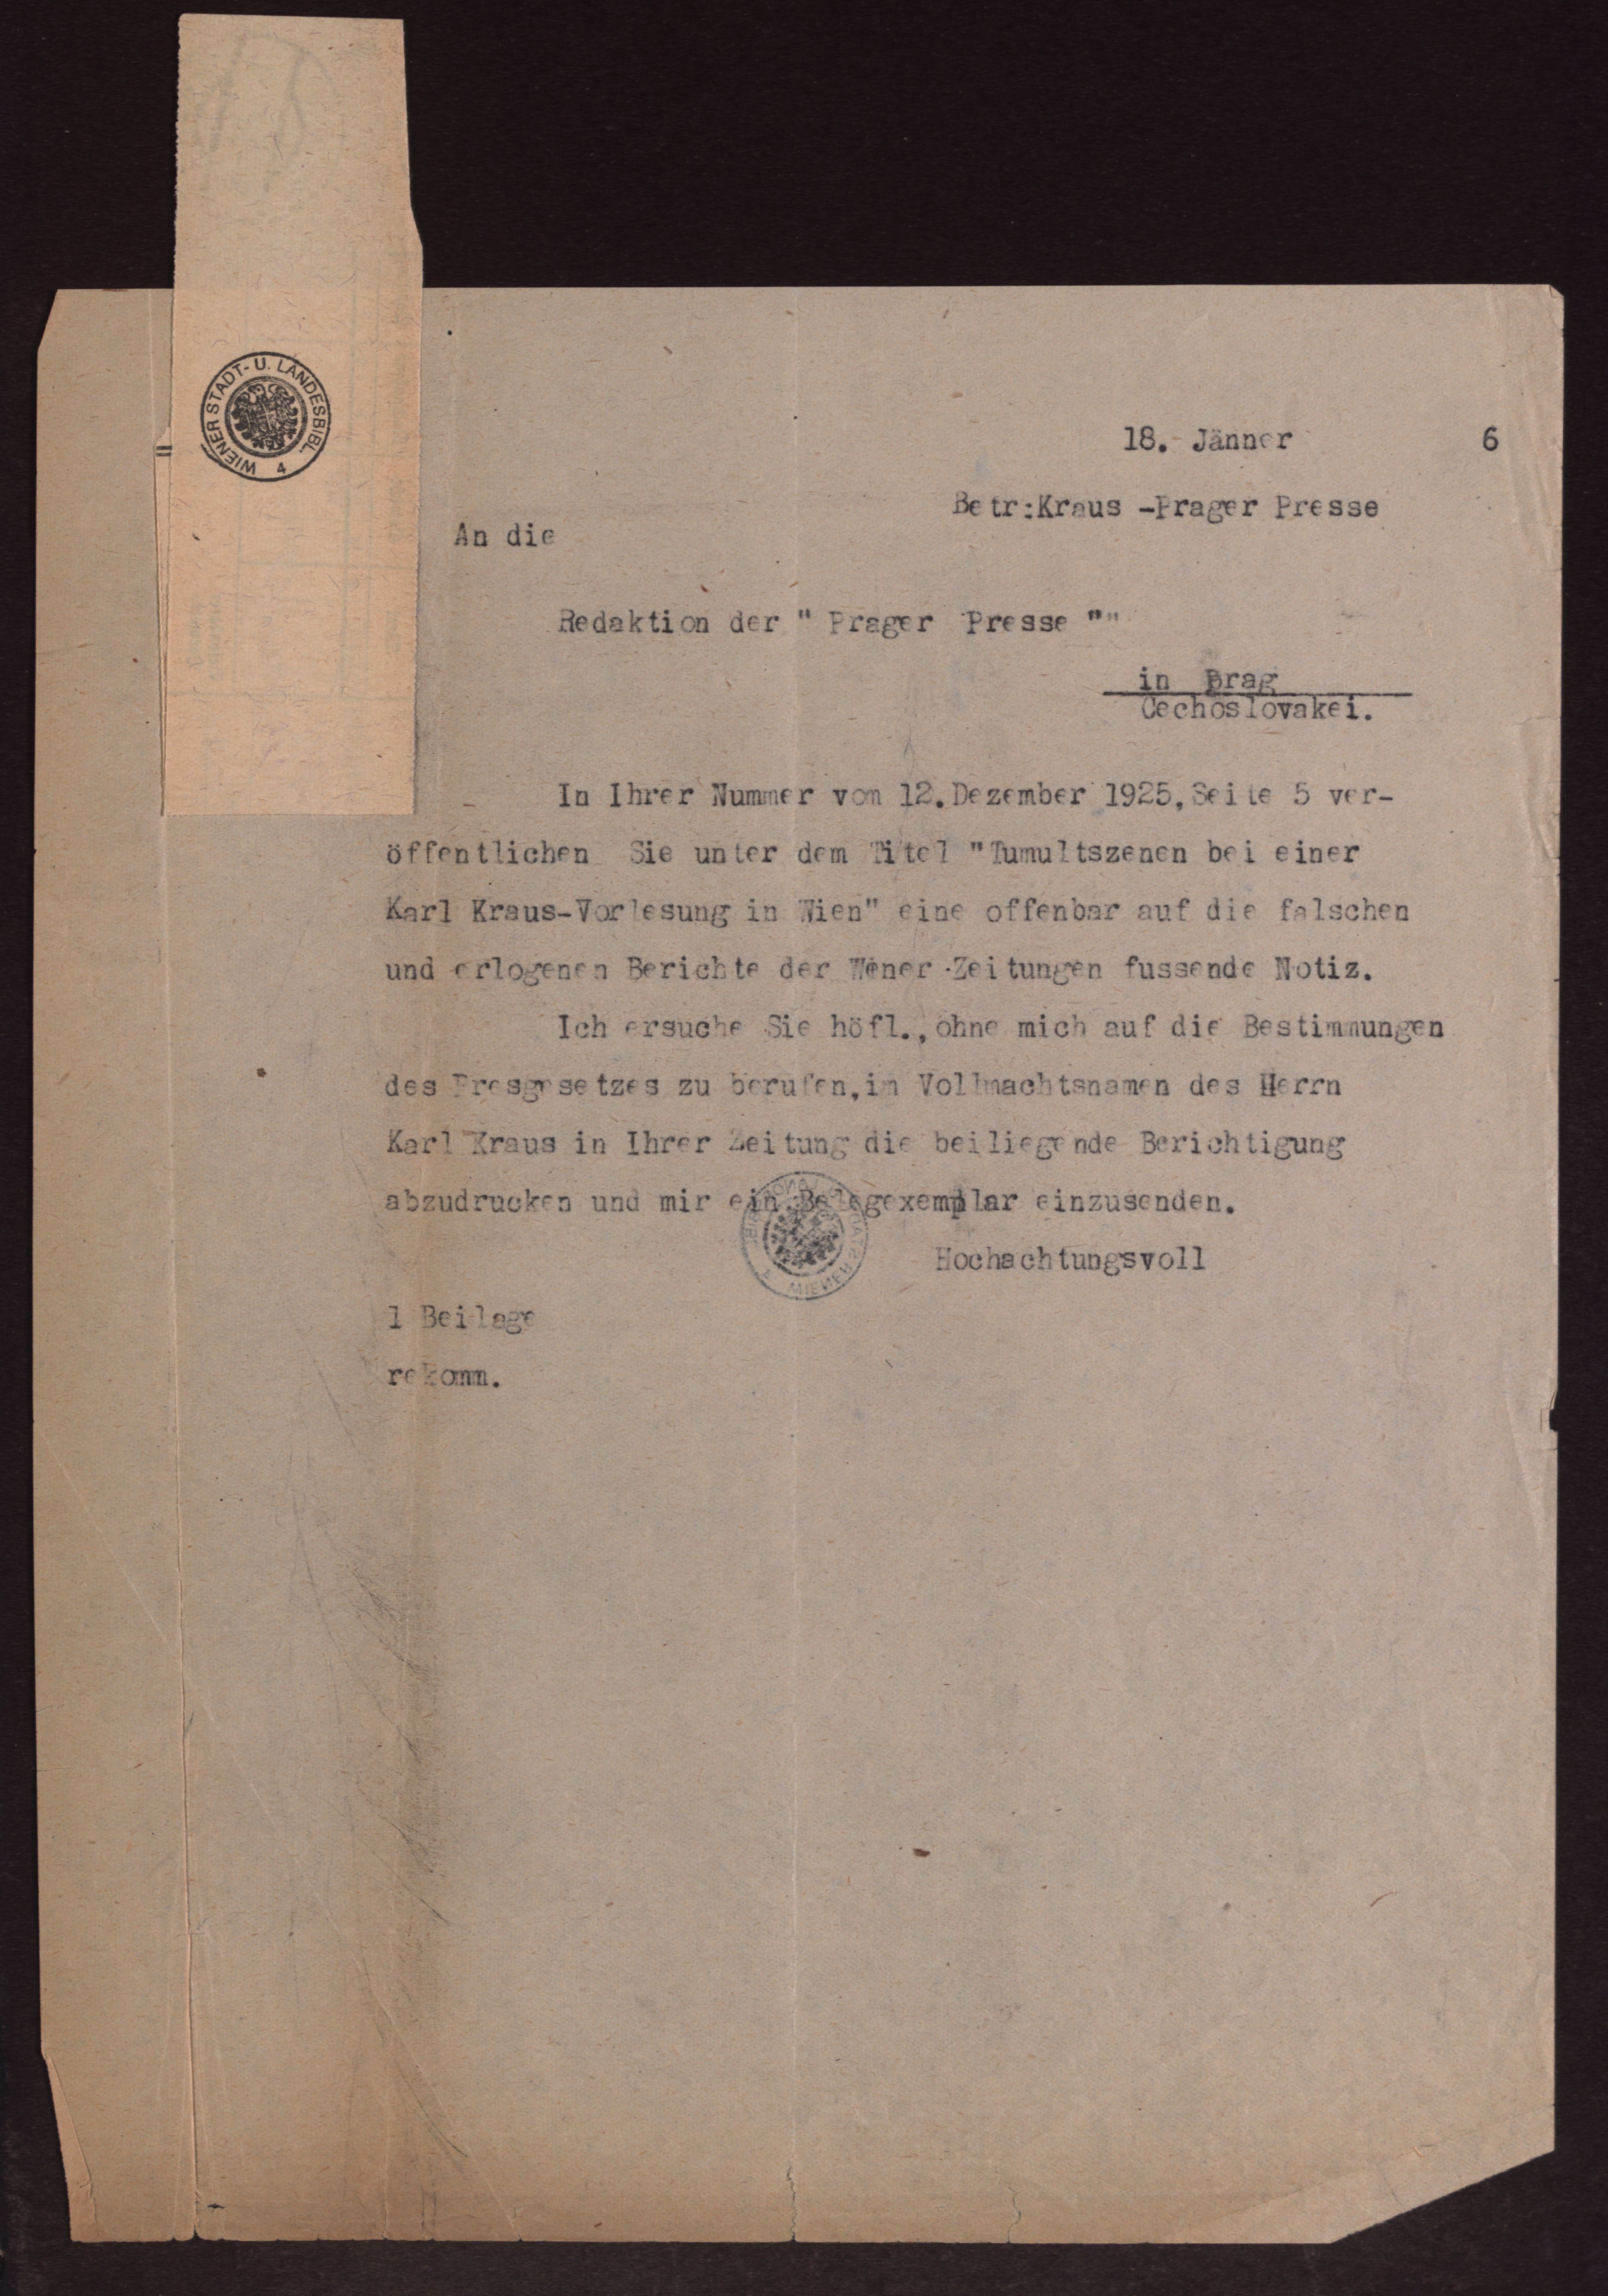 WIENER STADT- U. LANDESBIBL. 4
18. Jänner 6
Betr:Kraus -Prager Presse
An die
Redaktion der " Prager Presse ""
in Prag
Cechoslovakei.
In Ihrer Nummer vom 12.Dezember 1925,Seite 5 ver-
öffentlichen Sie unter dem Titel "Tumultszenen bei einer
Karl Kraus-Vorlesung in Wien" eine offenbar auf die falschen
und erlogenen Berichte der Wener Zeitungen fussende Notiz.
Ich ersuche Sie höfl.,ohne mich auf die Bestimmungen
des Presgesetzes zu berufen,im Vollmachtsnamen des Herrn
Karl Kraus in Ihrer Zeitung die beiliegende Berichtigung
abzudrucken und mir ein Belegexemplar einzusenden.
Hochachtungsvoll
1 Beilage
rekomm.